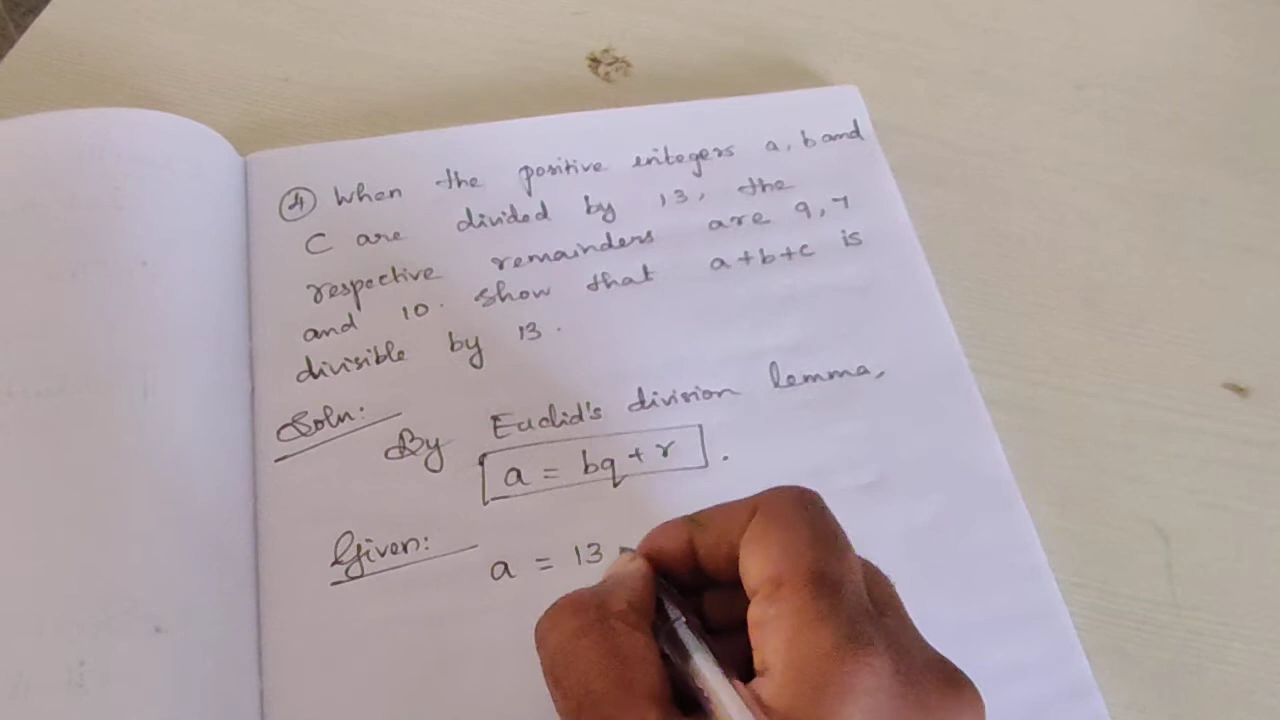 ④ When the positive integers a, b and
C are divided by 13, the
respective remainders are 9, 7
and 10. Show that a+b+c is
divisible by 13.
Soln:
By Euclid's division lemma,
a = bq + r.
Given: a = 13